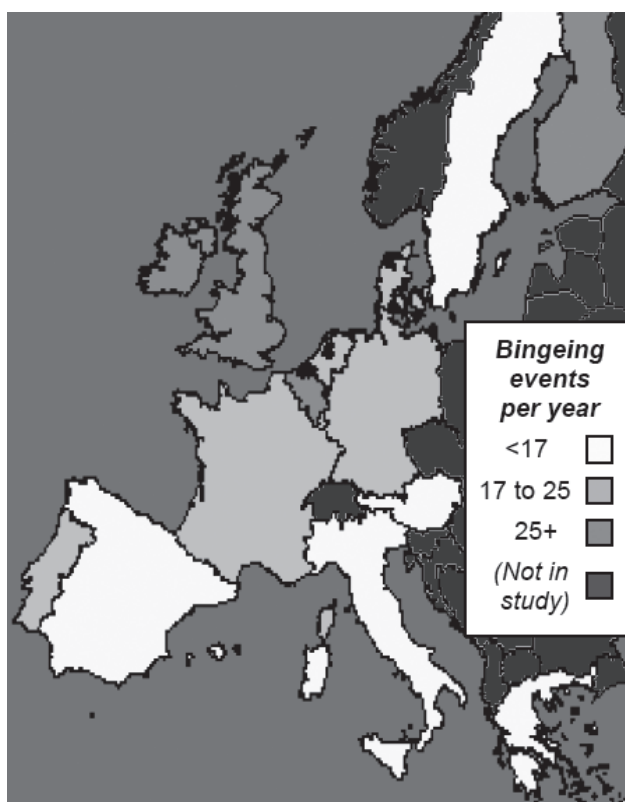 Bingeing
events
per year
<17
17 to 25
25+
(Not in
study)